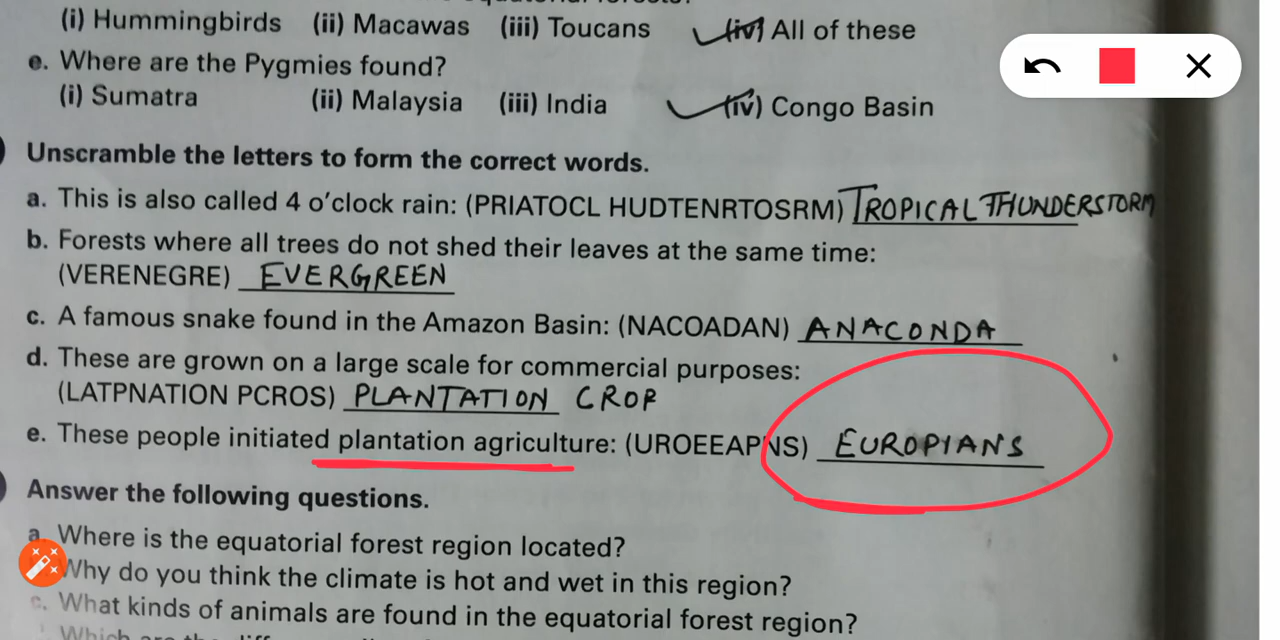 (i) Hummingbirds (ii) Macawas (iii) Toucans (iv) All of these
e. Where are the Pygmies found?
(i) Sumatra (ii) Malaysia (iii) India (iv) Congo Basin
Unscramble the letters to form the correct words.
a. This is also called 4 o'clock rain: (PRIATOCL HUDTENRTOSRM) TROPICAL THUNDERSTORM
b. Forests where all trees do not shed their leaves at the same time:
(VERENEGRE) EVERGREEN
c. A famous snake found in the Amazon Basin: (NACOADAN) ANACONDA
d. These are grown on a large scale for commercial purposes:
(LATPNATION PCROS) PLANTATION CROP
e. These people initiated plantation agriculture: (UROEEAPNS) EUROPIANS
Answer the following questions.
a. Where is the equatorial forest region located?
Why do you think the climate is hot and wet in this region?
c. What kinds of animals are found in the equatorial forest region?